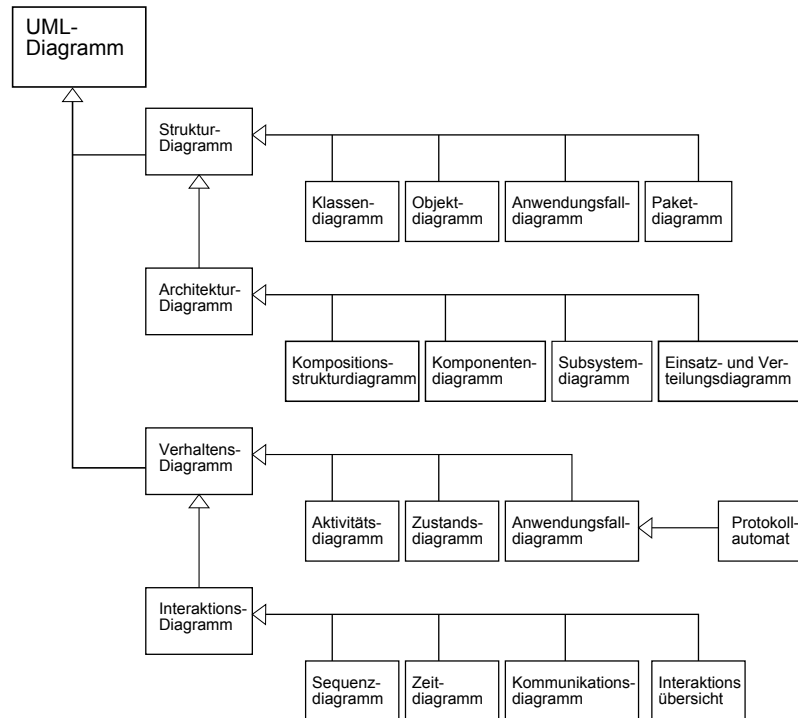 UML-
Diagramm
Struktur-
Diagramm
Klassen-
diagramm
Objekt-
diagramm
Anwendungsfall-
diagramm
Paket-
diagramm
Architektur-
Diagramm
Kompositions-
strukturdiagramm
Komponenten-
diagramm
Subsystem-
diagramm
Einsatz- und Ver-
teilungsdiagramm
Verhaltens-
Diagramm
Aktivitäts-
diagramm
Zustands-
diagramm
Anwendungsfall-
diagramm
Protokoll-
automat
Interaktions-
Diagramm
Sequenz-
diagramm
Zeit-
diagramm
Kommunikations-
diagramm
Interaktions
übersicht